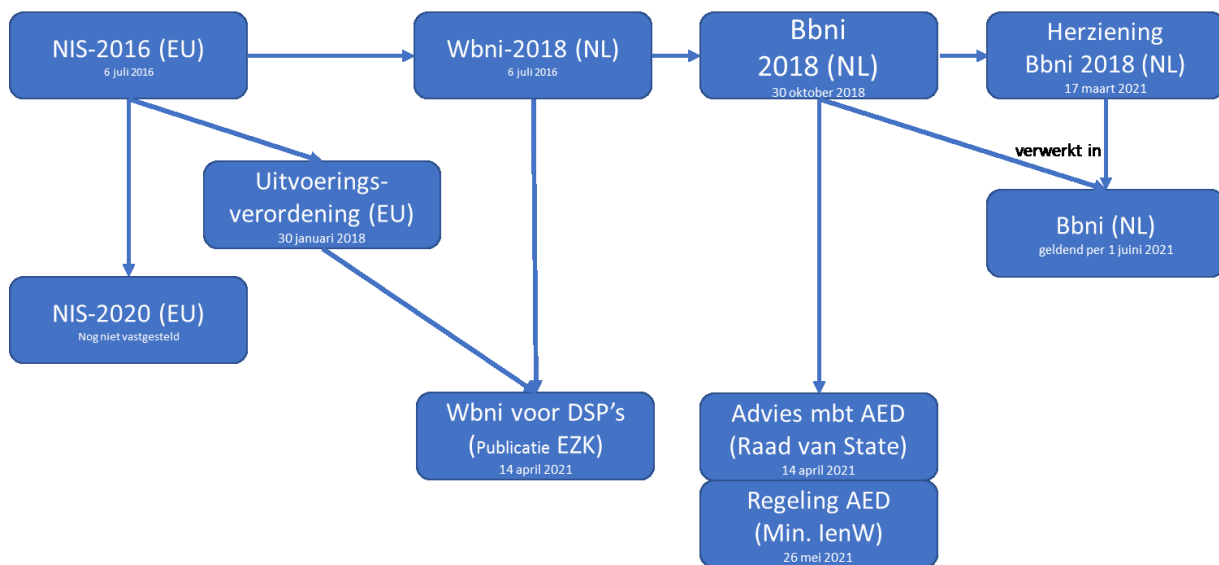 NIS-2016 (EU)
6 juli 2016
Wbni-2018 (NL)
6 juli 2016
Bbni
2018 (NL)
30 oktober 2018
Herziening
Bbni 2018 (NL)
17 maart 2021
verwerkt in
Uitvoerings-
verordening (EU)
30 januari 2018
Bbni (NL)
geldend per 1 juini 2021
NIS-2020 (EU)
Nog niet vastgesteld
Wbni voor DSP's
(Publicatie EZK)
14 april 2021
Advies mbt AED
(Raad van State)
14 april 2021
Regeling AED
(Min. IenW)
26 mei 2021